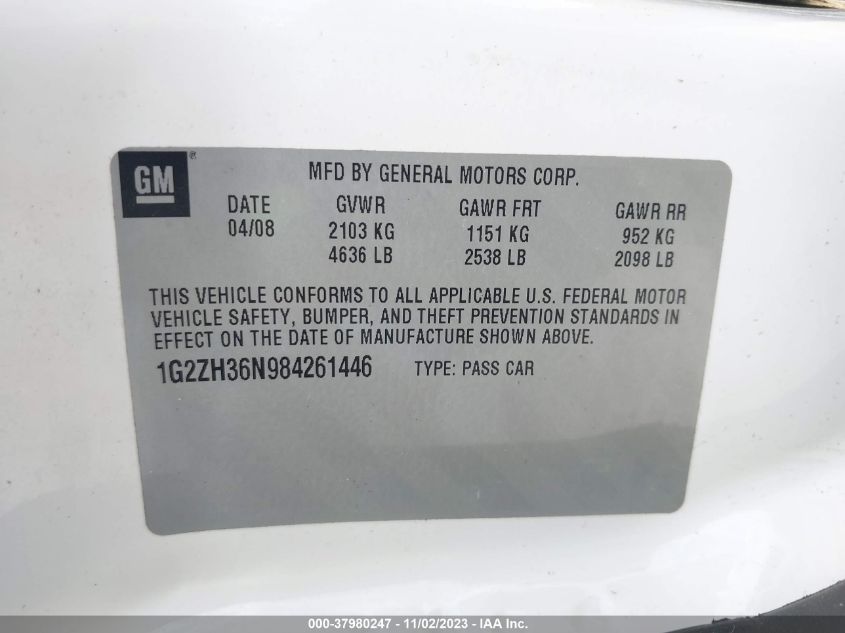 GM®
MFD BY GENERAL MOTORS CORP.
DATE GVWR GAWR FRT GAWR RR
04/08 2103 KG 1151 KG 952 KG
4636 LB 2538 LB 2098 LB
THIS VEHICLE CONFORMS TO ALL APPLICABLE U.S. FEDERAL MOTOR
VEHICLE SAFETY, BUMPER, AND THEFT PREVENTION STANDARDS IN
EFFECT ON THE DATE OF MANUFACTURE SHOWN ABOVE.
1G2ZH36N984261446 TYPE: PASS CAR
000-37980247 - 11/02/2023 - IAA Inc.